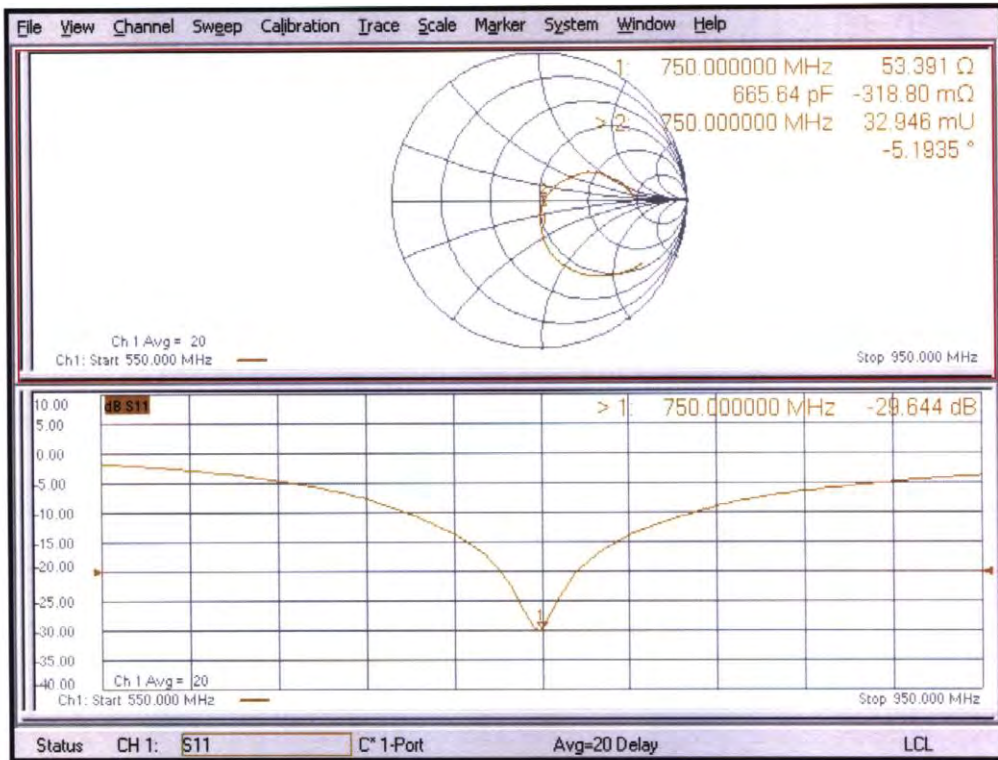 File View Channel Sweep Calibration Trace Scale Marker System Window Help
1: 750.000000 MHz 53.391 Ω
665.64 pF -318.80 mΩ
> 2: 750.000000 MHz 32.946 mU
-5.1935 °
Ch 1 Avg = 20
Ch1: Start 550.000 MHz
Stop 950.000 MHz
10.00
dB S11
> 1: 750.000000 MHz -29.644 dB
5.00
0.00
-5.00
-10.00
-15.00
-20.00
-25.00
1
-30.00
-35.00
-40.00
Ch 1 Avg = 20
Ch1: Start 550.000 MHz
Stop 950.000 MHz
Status CH 1: S11 C* 1-Port Avg=20 Delay LCL